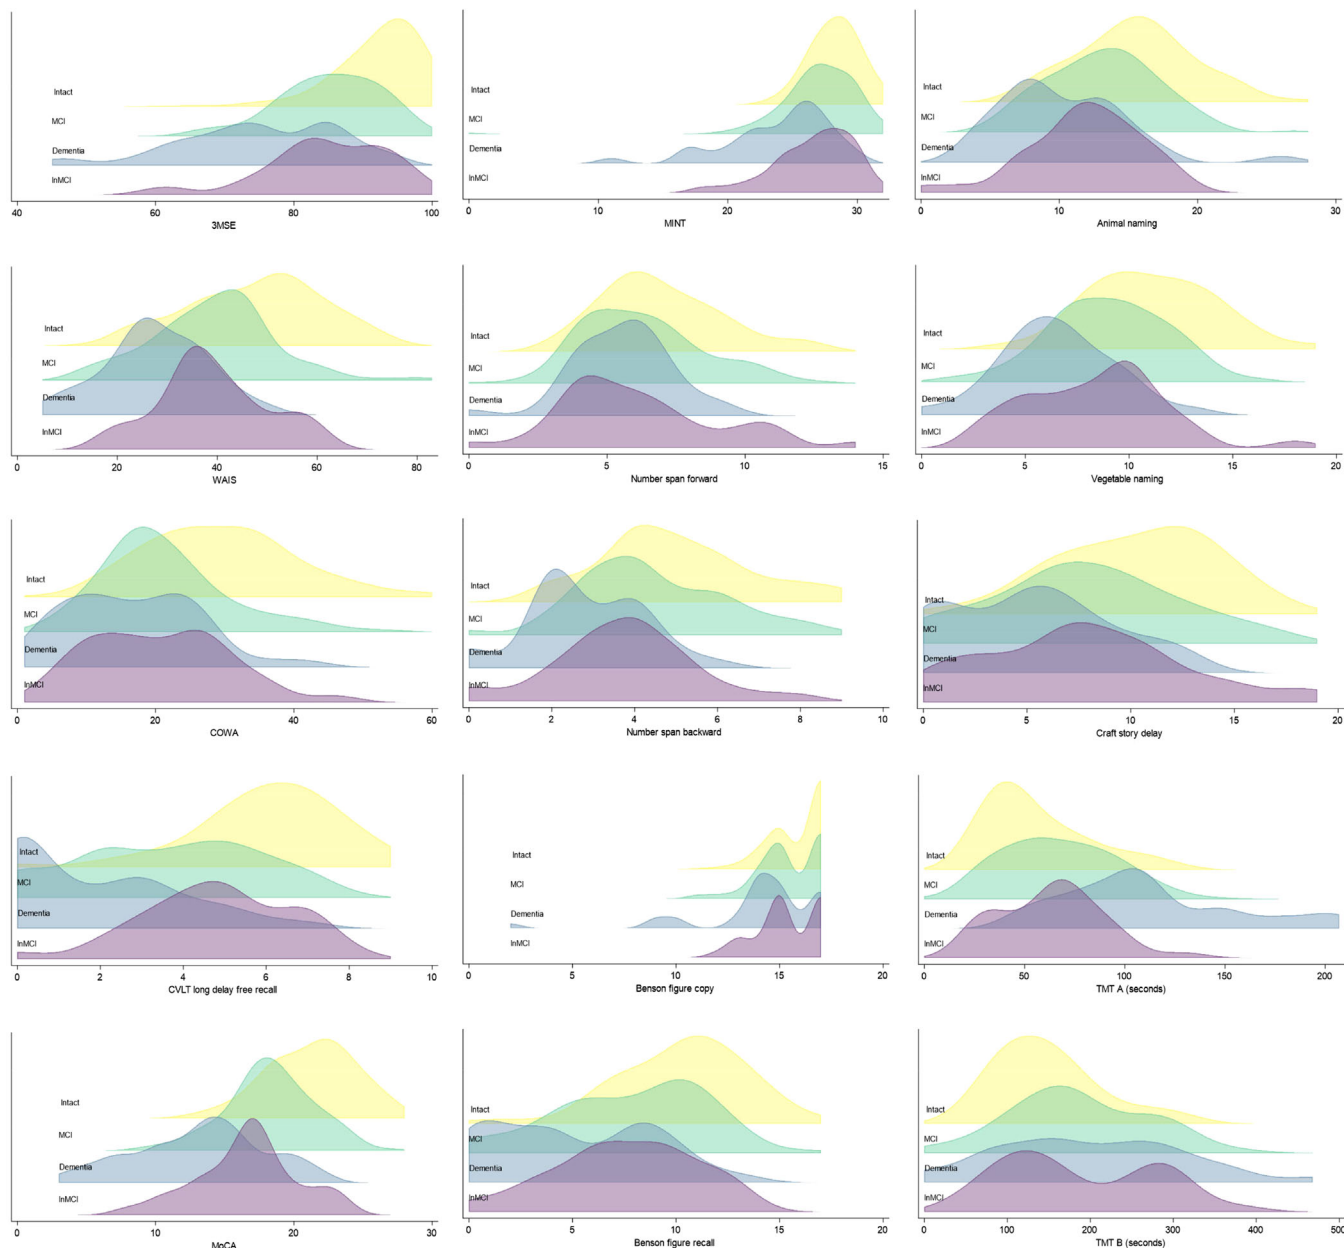 Intact
MCI
Dementia
InMCI
40 60 80 100
3MSE
Intact
MCI
Dementia
InMCI
0 10 20 30
MINT
Intact
MCI
Dementia
InMCI
0 10 20 30
Animal naming
Intact
MCI
Dementia
InMCI
0 20 40 60 80
WAIS
Intact
MCI
Dementia
InMCI
0 5 10 15
Number span forward
Intact
MCI
Dementia
InMCI
0 5 10 15 20
Vegetable naming
Intact
MCI
Dementia
InMCI
0 20 40 60
COWA
Intact
MCI
Dementia
InMCI
0 2 4 6 8 10
Number span backward
Intact
MCI
Dementia
InMCI
0 5 10 15 20
Craft story delay
Intact
MCI
Dementia
InMCI
0 2 4 6 8 10
CVLT long delay free recall
Intact
MCI
Dementia
InMCI
0 5 10 15 20
Benson figure copy
Intact
MCI
Dementia
InMCI
0 50 100 150 200
TMT A (seconds)
Intact
MCI
Dementia
InMCI
0 10 20 30
MoCA
Intact
MCI
Dementia
InMCI
0 5 10 15 20
Benson figure recall
Intact
MCI
Dementia
InMCI
0 100 200 300 400 500
TMT B (seconds)